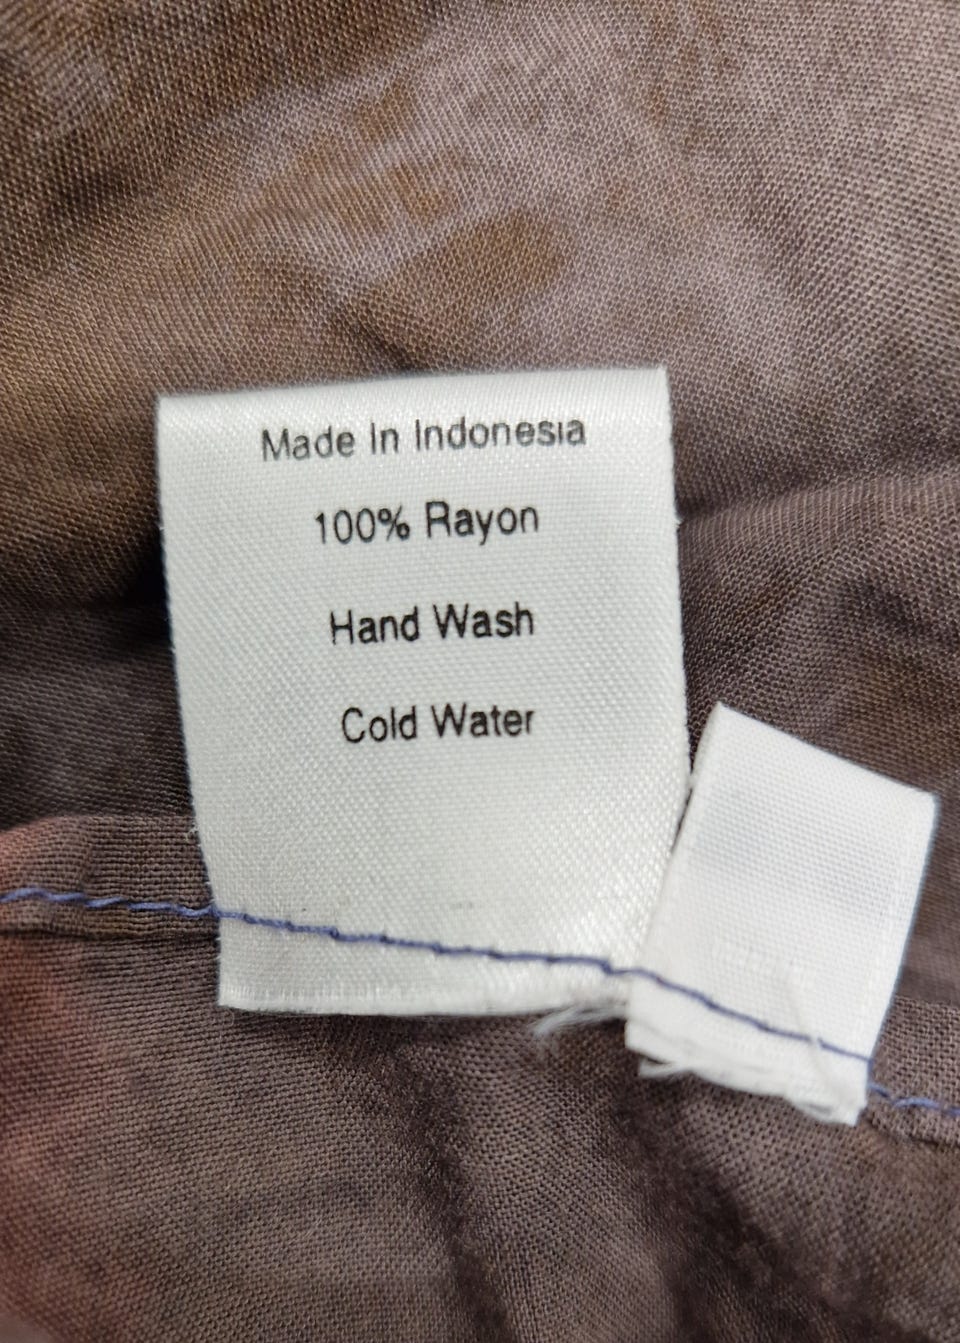 Made In Indonesia
100% Rayon
Hand Wash
Cold Water